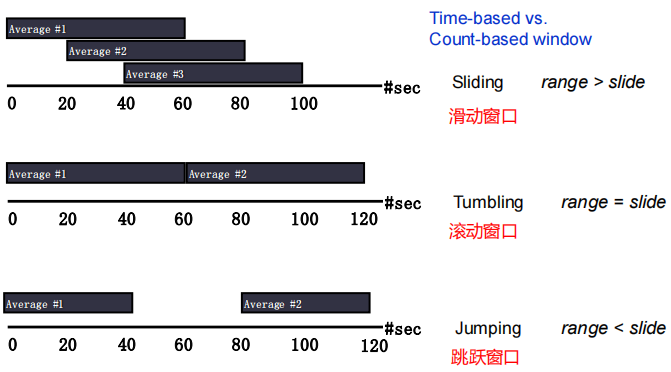 Time-based vs.
Count-based window
Average #1
Average #2
Average #3
#sec
0 20 40 60 80 100
Sliding range > slide
滑动窗口
Average #1 Average #2
#sec
0 20 40 60 80 100 120
Tumbling range = slide
滚动窗口
Average #1 Average #2
#sec
0 20 40 60 80 100 120
Jumping range < slide
跳跃窗口